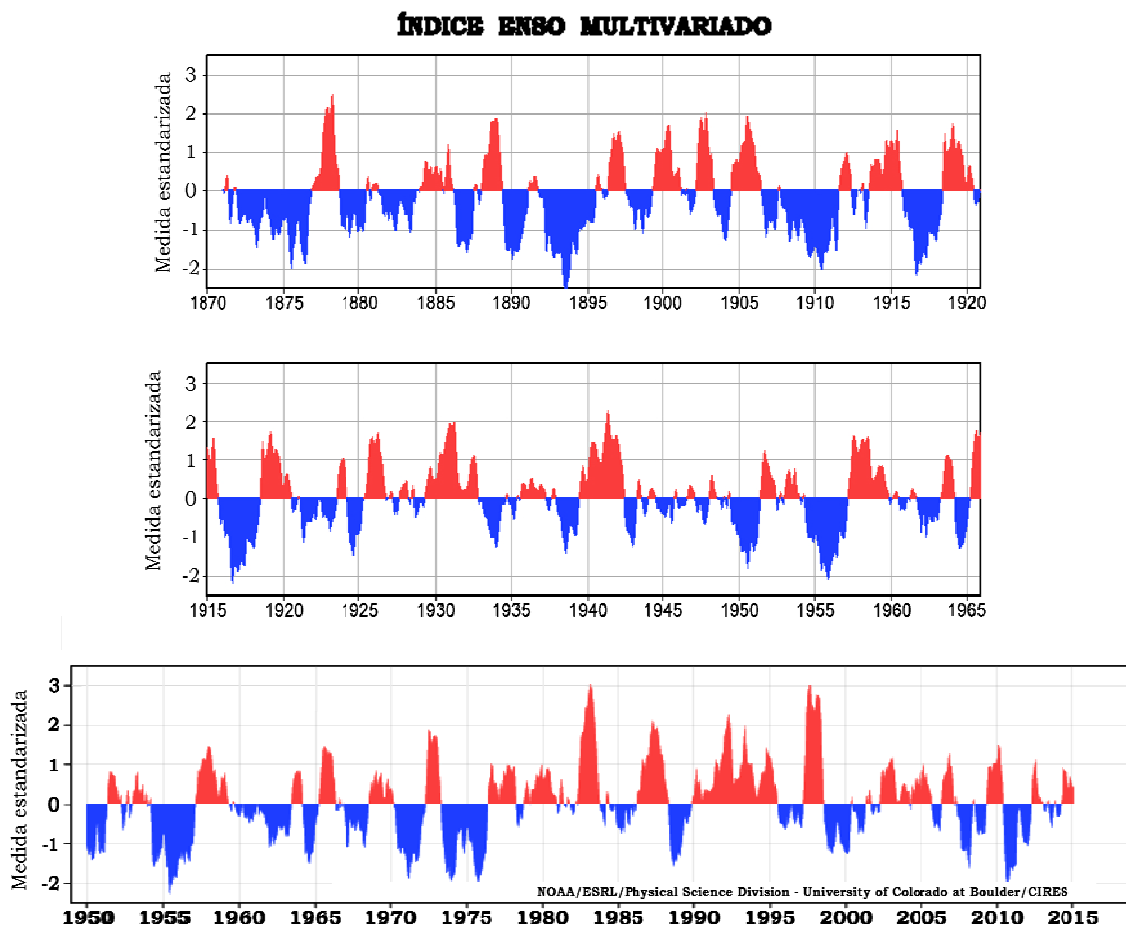 ÍNDICE ENSO MULTIVARIADO
Medida estandarizada
3
2
1
0
-1
-2
1870 1875 1880 1885 1890 1895 1900 1905 1910 1915 1920
Medida estandarizada
3
2
1
0
-1
-2
1915 1920 1925 1930 1935 1940 1945 1950 1955 1960 1965
Medida estandarizada
3
2
1
0
-1
-2
NOAA/ESRL/Physical Science Division - University of Colorado at Boulder/CIRES
1950 1955 1960 1965 1970 1975 1980 1985 1990 1995 2000 2005 2010 2015